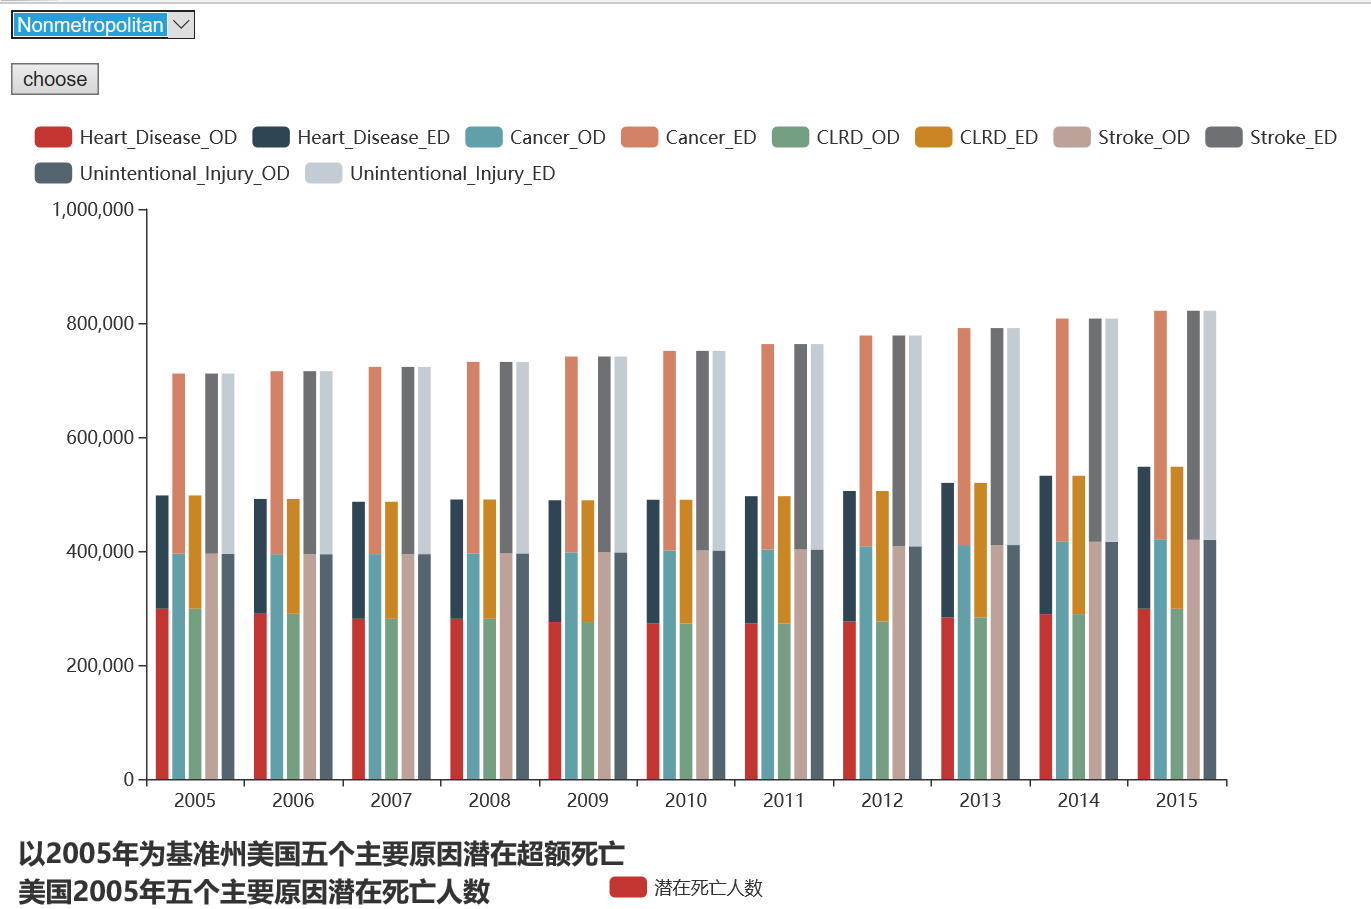 Nonmetropolitan
choose
Heart_Disease_OD Heart_Disease_ED Cancer_OD Cancer_ED CLRD_OD CLRD_ED Stroke_OD Stroke_ED
Unintentional_Injury_OD Unintentional_Injury_ED
1,000,000
800,000
600,000
400,000
200,000
0
2005 2006 2007 2008 2009 2010 2011 2012 2013 2014 2015
以2005年为基准州美国五个主要原因潜在超额死亡
美国2005年五个主要原因潜在死亡人数 潜在死亡人数